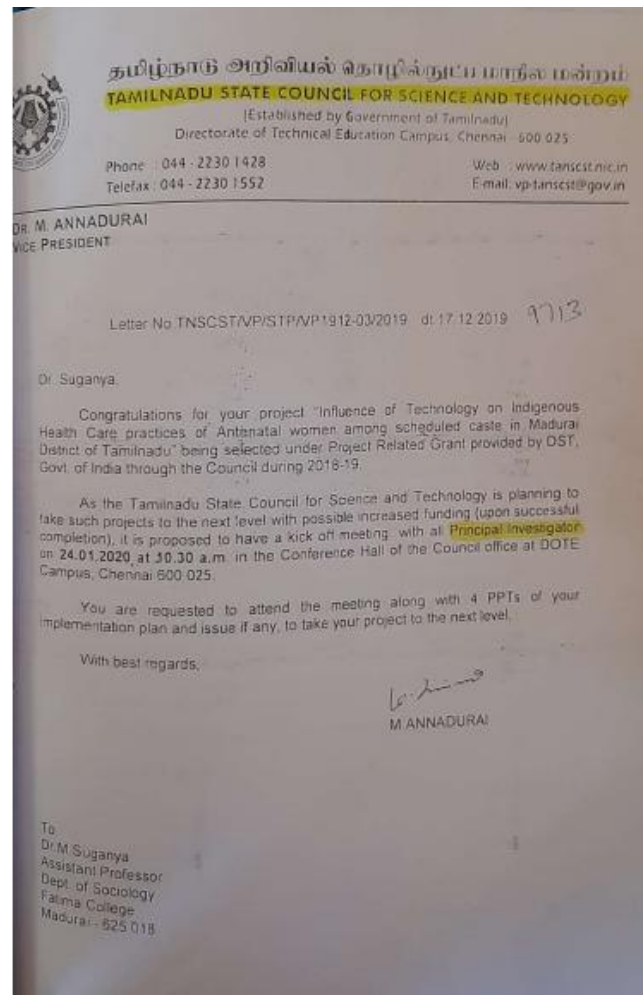 தமிழ்நாடு அறிவியல் தொழில்நுட்ப மாநில மன்றம்
TAMILNADU STATE COUNCIL FOR SCIENCE AND TECHNOLOGY
[Established by Government of Tamilnadu]
Directorate of Technical Education Campus, Chennai - 600 025
Phone : 044 - 2230 1428
Web : www.tanscst.nic.in
Telefax : 044 - 2230 1552
E-mail: vp-tanscst@gov.in
DR. M. ANNADURAI
VICE PRESIDENT
Letter No.TNSCST/VP/STP/VP1912-03/2019 dt.17.12.2019 9713
Dr. Suganya,
Congratulations for your project "Influence of Technology on Indigenous
Health Care practices of Antenatal women among scheduled caste in Madurai
District of Tamilnadu" being selected under Project Related Grant provided by DST,
Govt. of India through the Council during 2018-19.
As the Tamilnadu State Council for Science and Technology is planning to
take such projects to the next level with possible increased funding (upon successful
completion), it is proposed to have a kick off meeting with all Principal Investigator
on 24.01.2020 at 10.30 a.m. in the Conference Hall of the Council office at DOTE
Campus, Chennai 600 025.
You are requested to attend the meeting along with 4 PPTs of your
implementation plan and issue if any, to take your project to the next level.
With best regards,
M ANNADURAI
To
Dr.M.Suganya
Assistant Professor
Dept. of Sociology
Fatima College
Madurai - 625 018